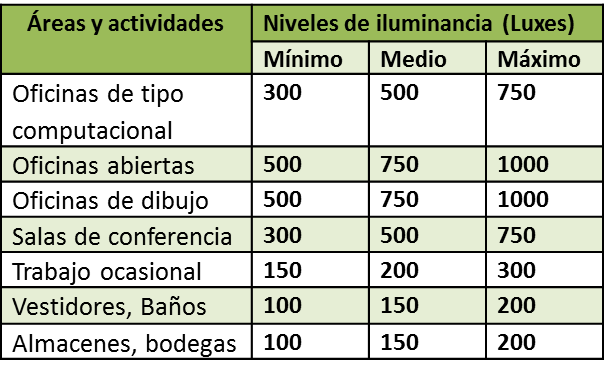 Áreas y actividades Niveles de iluminancia (Luxes)
Mínimo Medio Máximo
Oficinas de tipo 300 500 750
computacional
Oficinas abiertas 500 750 1000
Oficinas de dibujo 500 750 1000
Salas de conferencia 300 500 750
Trabajo ocasional 150 200 300
Vestidores, Baños 100 150 200
Almacenes, bodegas 100 150 200